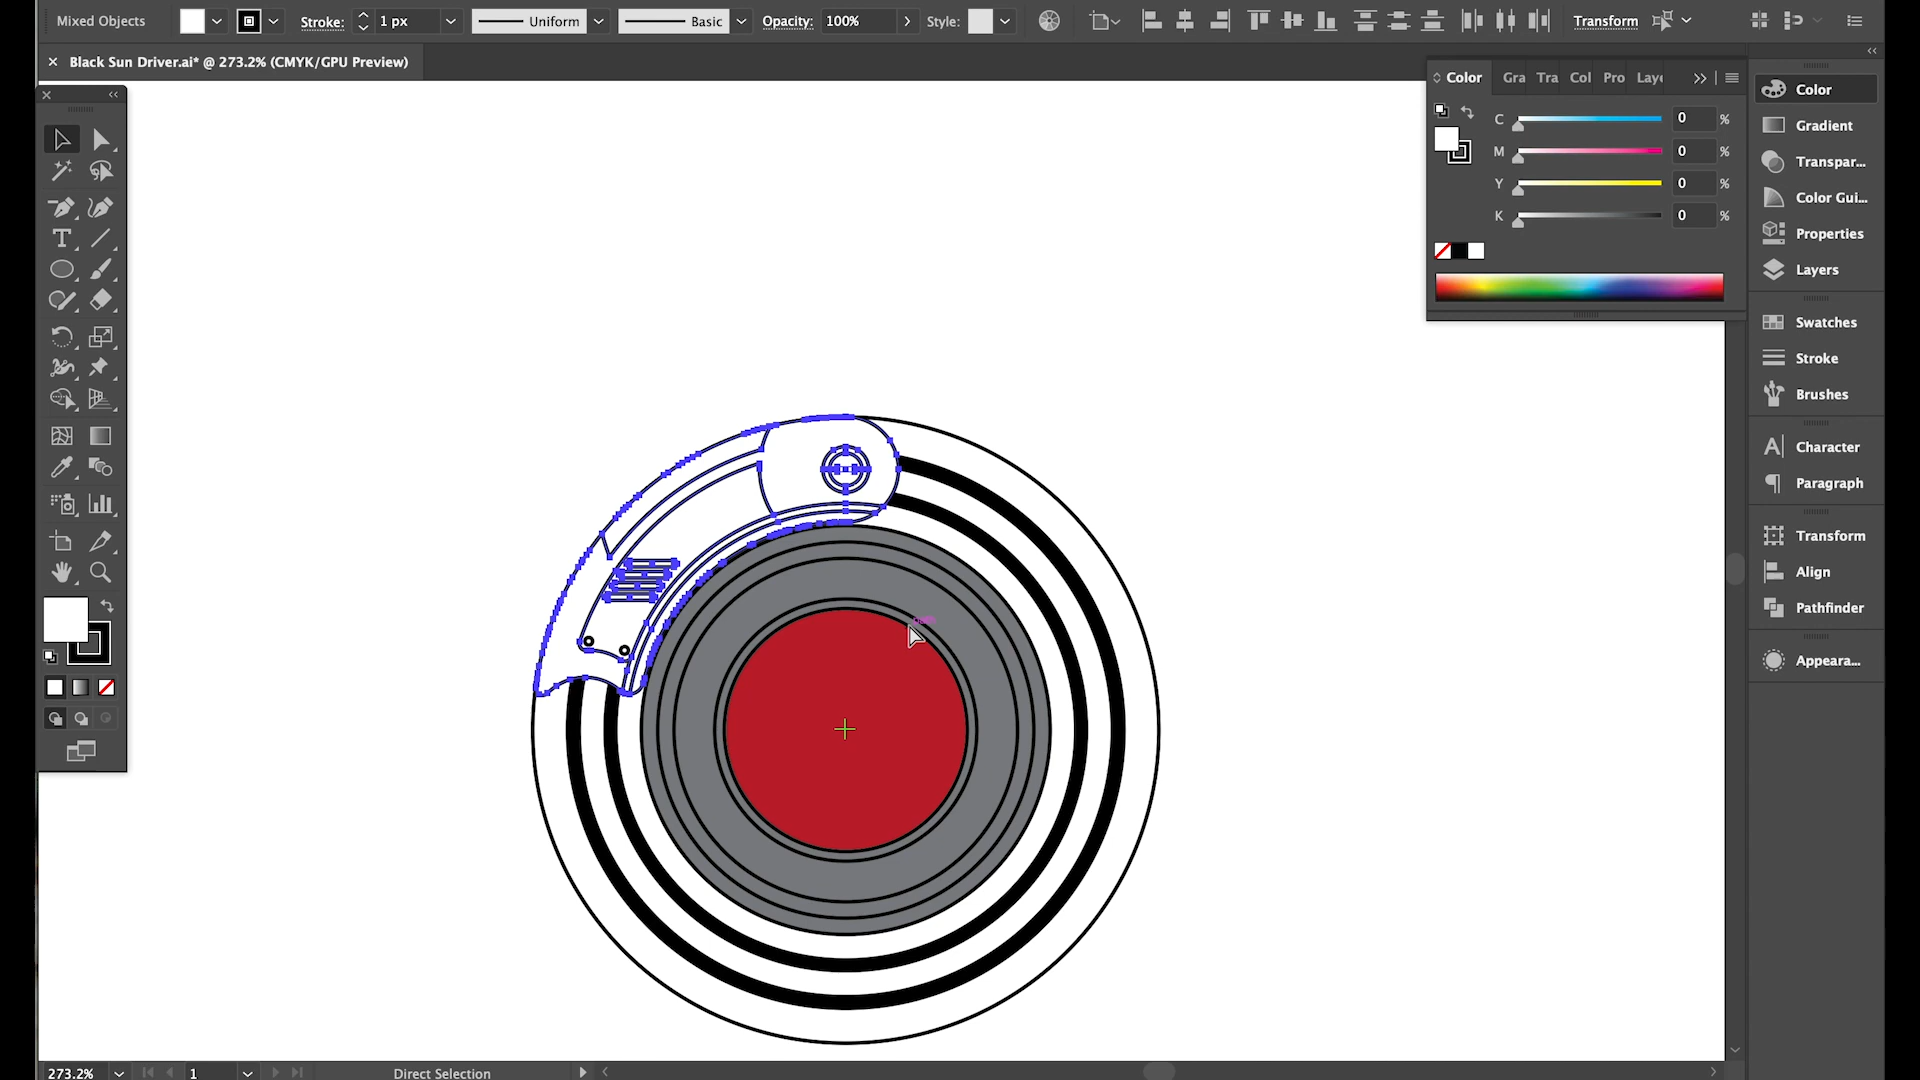 Mixed Objects
Stroke: 1 px Uniform Basic Opacity: 100% Style: Transform
Black Sun Driver.ai* @ 273.2% (CMYK/GPU Preview)
Color Gra Tra Col Pro Laye
C 0 %
M 0 %
Y 0 %
K 0 %
Color
Gradient
Transpar...
Color Gui...
Properties
Layers
Swatches
Stroke
Brushes
Character
Paragraph
Transform
Align
Pathfinder
Appeara...
273.2% 1 Direct Selection